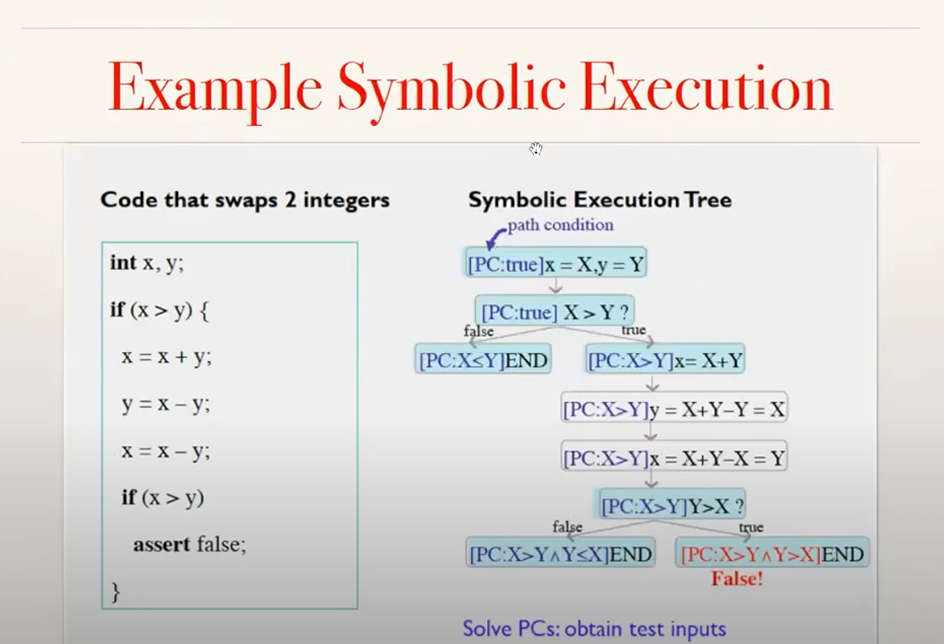 Example Symbolic Execution
Code that swaps 2 integers
int x, y;
if (x > y) {
x = x + y;
y = x – y;
x = x – y;
if (x > y)
assert false;
}
Symbolic Execution Tree
path condition
[PC:true]x = X,y = Y
[PC:true] X > Y ?
false true
[PC:X≤Y]END [PC:X>Y]x= X+Y
[PC:X>Y]y = X+Y–Y = X
[PC:X>Y]x = X+Y–X = Y
[PC:X>Y]Y>X ?
false true
[PC:X>Y∧Y≤X]END [PC:X>Y∧Y>X]END
False!
Solve PCs: obtain test inputs